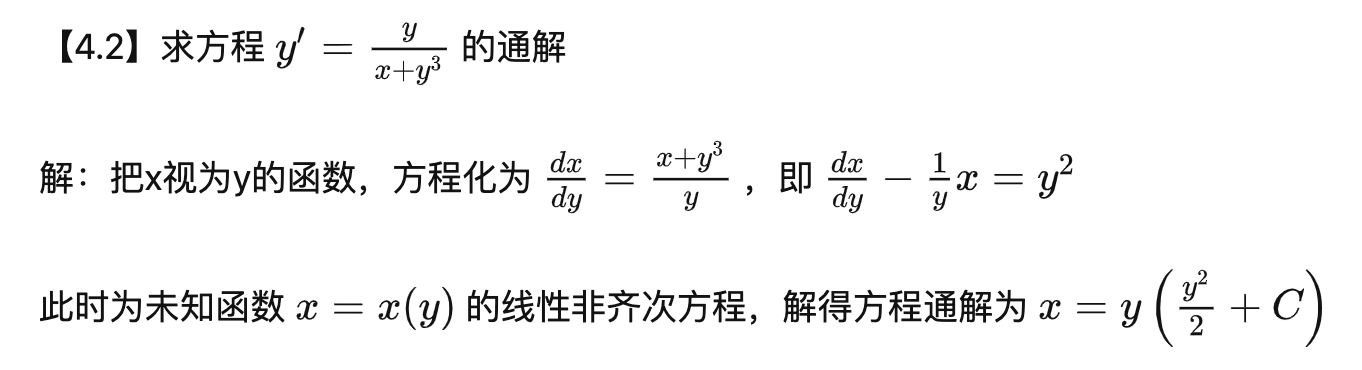 【4.2】求方程 $y' = \frac{y}{x+y^3}$ 的通解
解：把x视为y的函数，方程化为 $\frac{dx}{dy} = \frac{x+y^3}{y}$ ，即 $\frac{dx}{dy} - \frac{1}{y}x = y^2$
此时为未知函数 $x = x(y)$ 的线性非齐次方程，解得方程通解为 $x = y\left(\frac{y^2}{2} + C\right)$